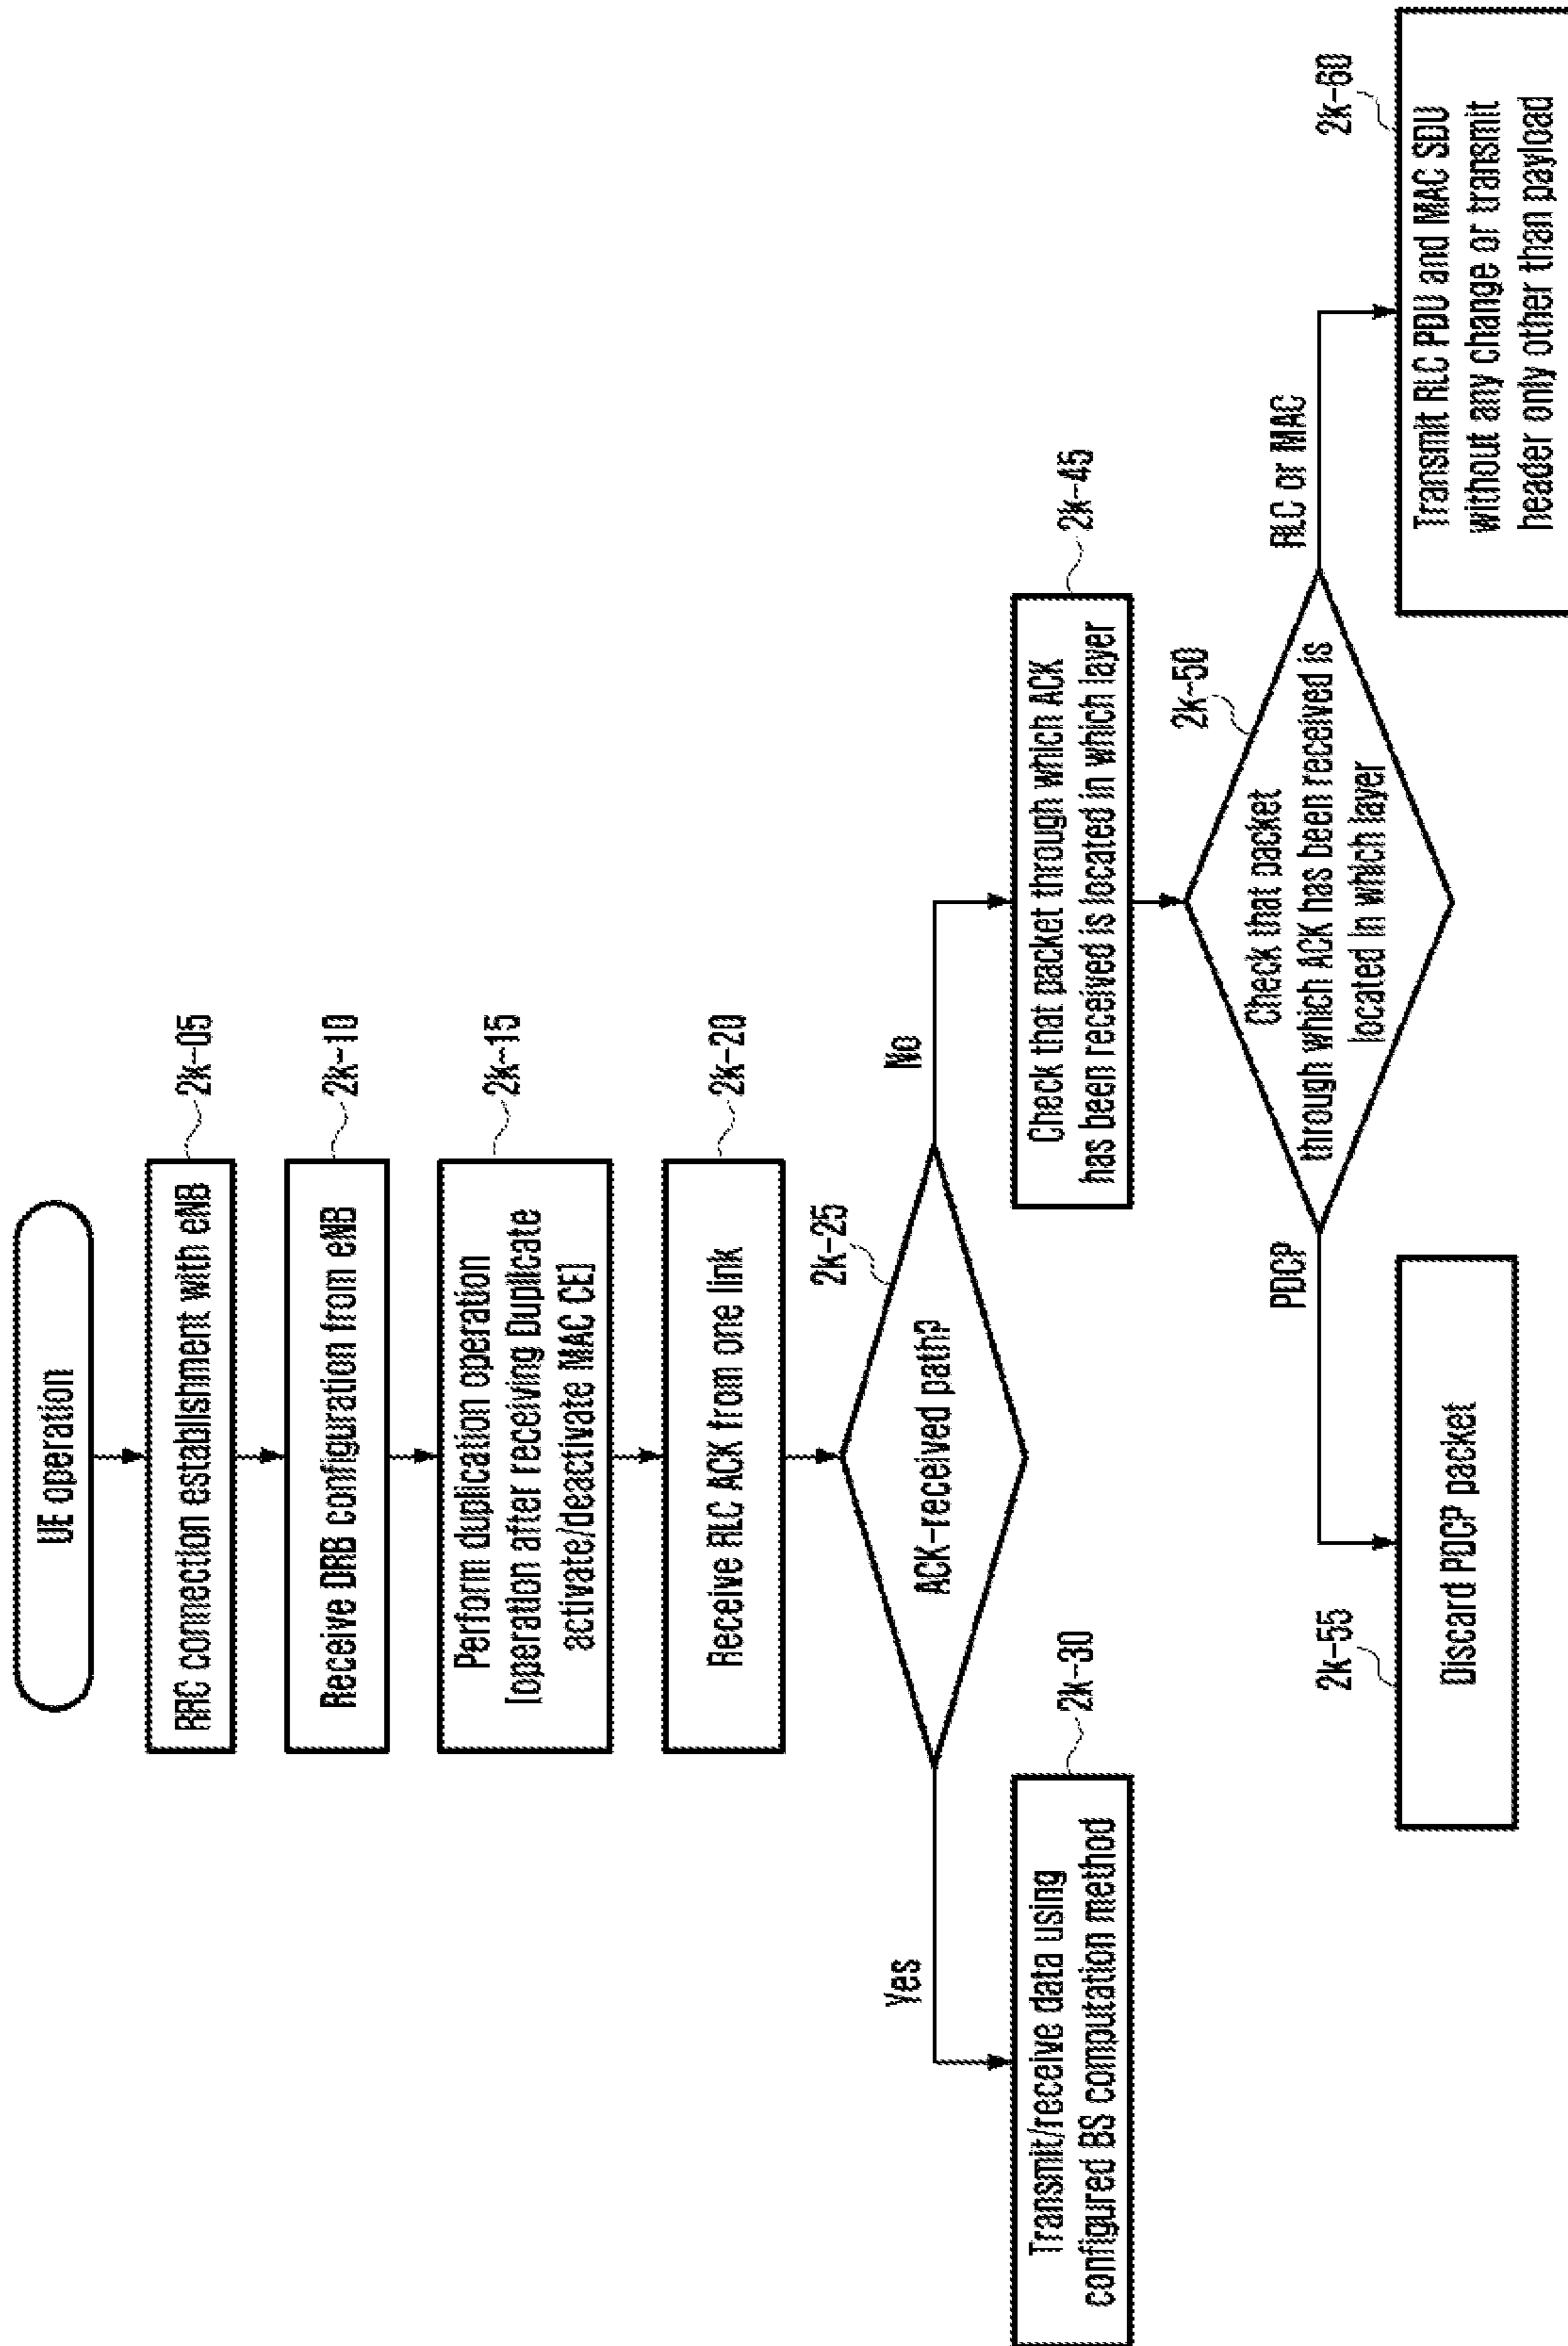 UE operation
RRC connection establishment with eNB
2k-05
Receive DRB configuration from eNB
2k-10
Perform duplication operation
[operation after receiving Duplicate
activate/deactivate MAC CE]
2k-15
Receive RLC ACK from one link
2k-20
ACK-received path?
2k-25
Yes
No
Transmit/receive data using
configured BS computation method
2k-30
Check that packet through which ACK
has been received is located in which layer
2k-45
Check that packet
through which ACK has been received is
located in which layer
2k-50
PDCP
RLC or MAC
Discard PDCP packet
2k-55
Transmit RLC PDU and MAC SDU
without any change or transmit
header only other than payload
2k-60